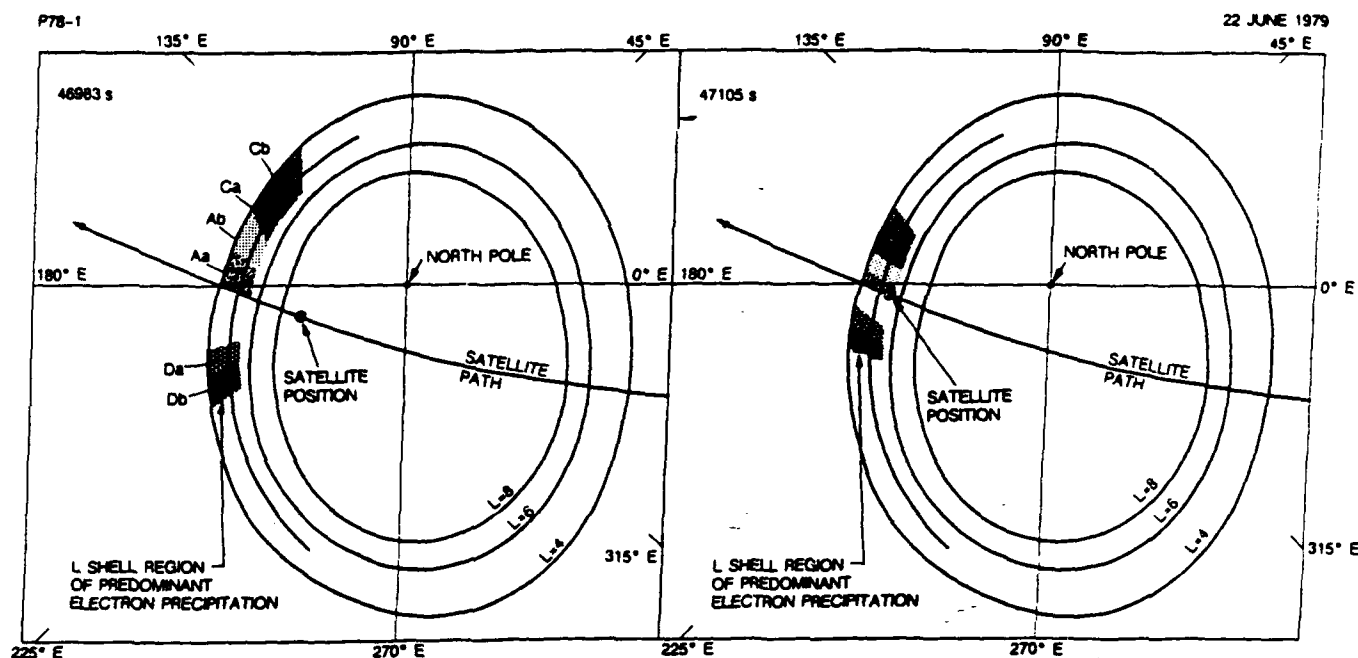 P78-1
22 JUNE 1979
135° E
90° E
45° E
135° E
90° E
45° E
46983 s
Cb
Ca
Ab
Aa
180° E
NORTH POLE
0° E
SATELLITE
POSITION
SATELLITE
PATH
Da
Db
L=8
L=6
L=4
L SHELL REGION
OF PREDOMINANT
ELECTRON PRECIPITATION
315° E
225° E
270° E
47105 s
180° E
NORTH POLE
0° E
SATELLITE
POSITION
SATELLITE
PATH
L=8
L=6
L=4
L SHELL REGION
OF PREDOMINANT
ELECTRON PRECIPITATION
315° E
225° E
270° E